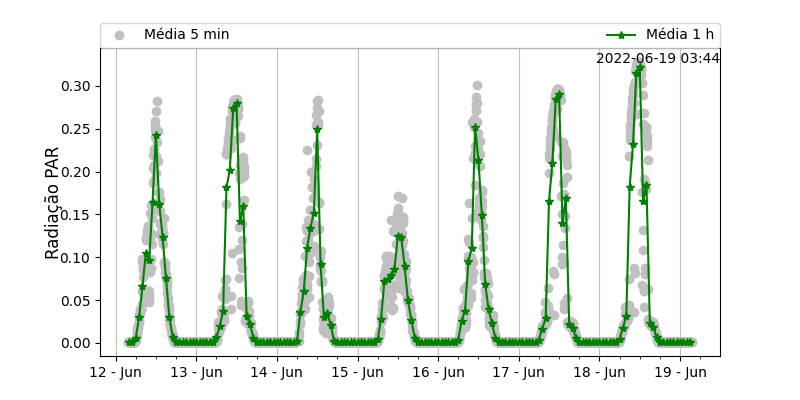 Média 5 min
Média 1 h
2022-06-19 03:44
Radiação PAR
0.30
0.25
0.20
0.15
0.10
0.05
0.00
12 - Jun
13 - Jun
14 - Jun
15 - Jun
16 - Jun
17 - Jun
18 - Jun
19 - Jun